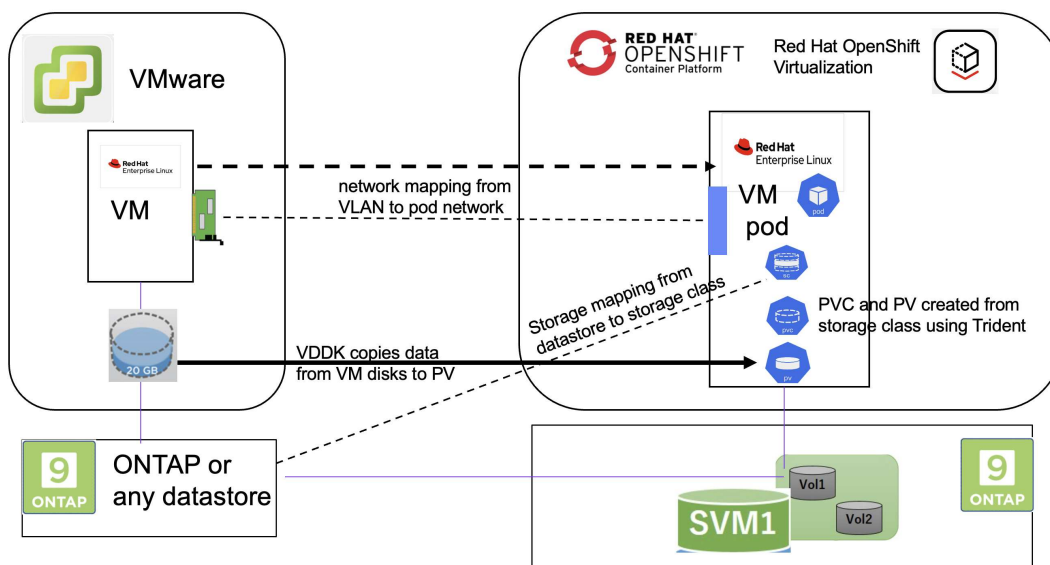 VMware
RED HAT®
OPENSHIFT
Container Platform
Red Hat OpenShift
Virtualization
Red Hat
Enterprise Linux
VM
network mapping from
VLAN to pod network
Red Hat
Enterprise Linux
VM
pod
pod
sc
Storage mapping from
datastore to storage class
pvc
PVC and PV created from
storage class using Trident
20 GB
VDDK copies data
from VM disks to PV
pv
9
ONTAP
ONTAP or
any datastore
SVM1
Vol1
Vol2
9
ONTAP